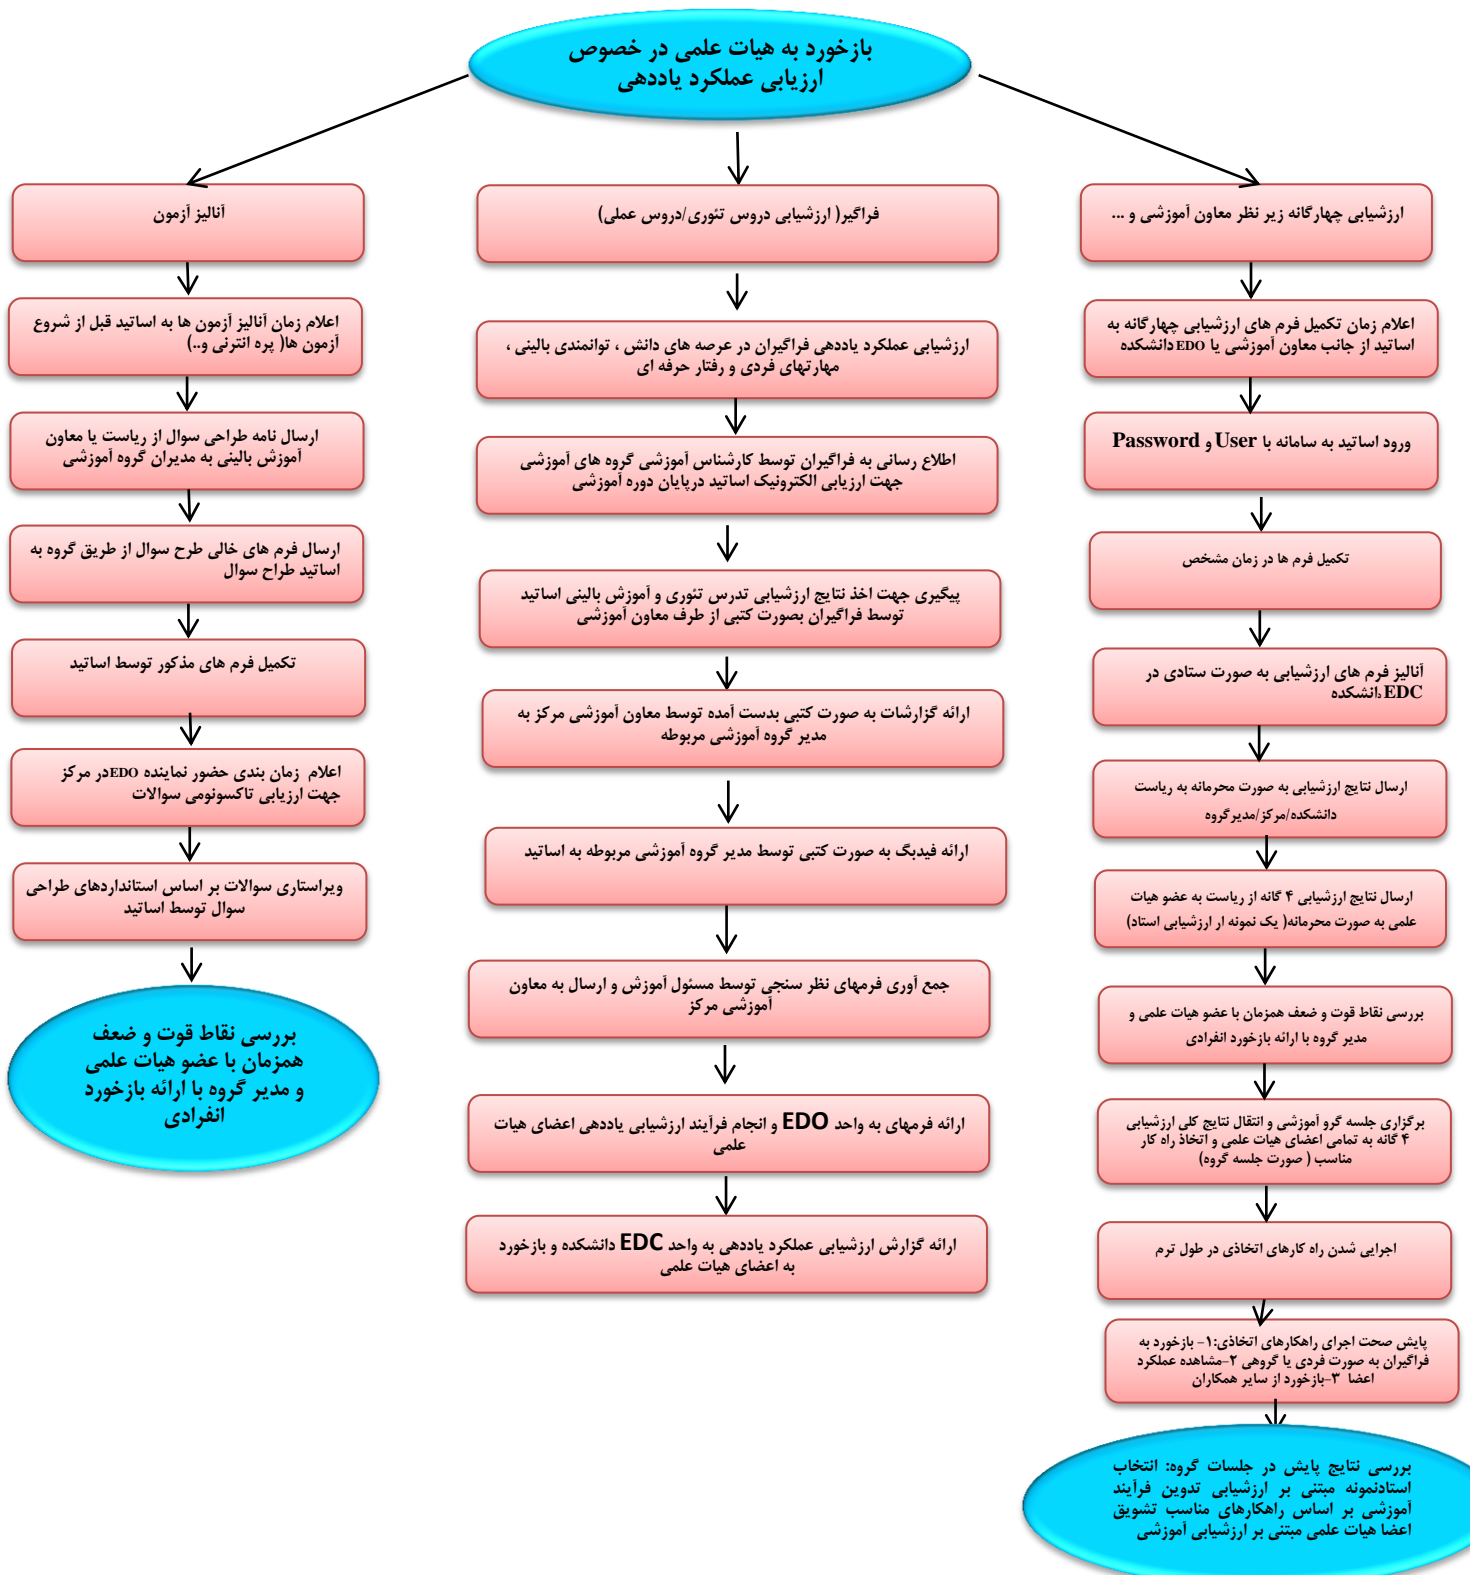 بازخورد به هیات علمی در خصوص
ارزیابی عملکرد یاددهی
ارزشیابی چهارگانه زیر نظر معاون آموزشی و ...
اعلام زمان تکمیل فرم های ارزشیابی چهارگانه به
اساتید از جانب معاون آموزشی یا EDO دانشکده
ورود اساتید به سامانه با User و Password
تکمیل فرم ها در زمان مشخص
آنالیز فرم های ارزشیابی به صورت ستادی در
EDC دانشکده
ارسال نتایج ارزشیابی به صورت محرمانه به ریاست
دانشکده/مرکز/مدیرگروه
ارسال نتایج ارزشیابی ۴ گانه از ریاست به عضو هیات
علمی به صورت محرمانه( یک نمونه ار ارزشیابی استاد)
بررسی نقاط قوت و ضعف همزمان با عضو هیات علمی و
مدیر گروه با ارائه بازخورد انفرادی
برگزاری جلسه گرو آموزشی و انتقال نتایج کلی ارزشیابی
۴ گانه به تمامی اعضای هیات علمی و اتخاذ راه کار
مناسب ( صورت جلسه گروه)
اجرایی شدن راه کارهای اتخاذی در طول ترم
پایش صحت اجرای راهکارهای اتخاذی:۱- بازخورد به
فراگیران به صورت فردی یا گروهی ۲-مشاهده عملکرد
اعضا ۳-بازخورد از سایر همکاران
بررسی نتایج پایش در جلسات گروه: انتخاب
استادنمونه مبتنی بر ارزشیابی تدوین فرآیند
آموزشی بر اساس راهکارهای مناسب تشویق
اعضا هیات علمی مبتنی بر ارزشیابی آموزشی
فراگیر( ارزشیابی دروس تئوری/دروس عملی)
ارزشیابی عملکرد یاددهی فراگیران در عرصه های دانش ، توانمندی بالینی ،
مهارتهای فردی و رفتار حرفه ای
اطلاع رسانی به فراگیران توسط کارشناس آموزشی گروه های آموزشی
جهت ارزیابی الکترونیک اساتید درپایان دوره آموزشی
پیگیری جهت اخذ نتایج ارزشیابی تدرس تئوری و آموزش بالینی اساتید
توسط فراگیران بصورت کتبی از طرف معاون آموزشی
ارائه گزارشات به صورت کتبی بدست آمده توسط معاون آموزشی مرکز به
مدیر گروه آموزشی مربوطه
ارائه فیدبگ به صورت کتبی توسط مدیر گروه آموزشی مربوطه به اساتید
جمع آوری فرمهای نظر سنجی توسط مسئول آموزش و ارسال به معاون
آموزشی مرکز
ارائه فرمهای به واحد EDO و انجام فرآیند ارزشیابی یاددهی اعضای هیات
علمی
ارائه گزارش ارزشیابی عملکرد یاددهی به واحد EDC دانشکده و بازخورد
به اعضای هیات علمی
آنالیز آزمون
اعلام زمان آنالیز آزمون ها به اساتید قبل از شروع
آزمون ها( پره انترنی و..)
ارسال نامه طراحی سوال از ریاست یا معاون
آموزش بالینی به مدیران گروه آموزشی
ارسال فرم های خالی طرح سوال از طریق گروه به
اساتید طراح سوال
تکمیل فرم های مذکور توسط اساتید
اعلام زمان بندی حضور نماینده EDO در مرکز
جهت ارزیابی تاکسونومی سوالات
ویراستاری سوالات بر اساس استانداردهای طراحی
سوال توسط اساتید
بررسی نقاط قوت و ضعف
همزمان با عضو هیات علمی
و مدیر گروه با ارائه بازخورد
انفرادی